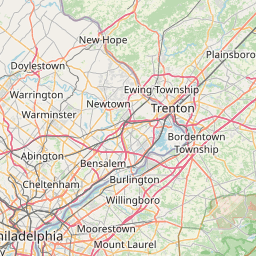 New Hope
Plainsboro
Doylestown
Ewing Township
Warrington
Newtown
Trenton
Warminster
Bordentown
Township
Abington
Bensalem
Cheltenham
Burlington
Willingboro
hiladelphia
Moorestown
Mount Laurel